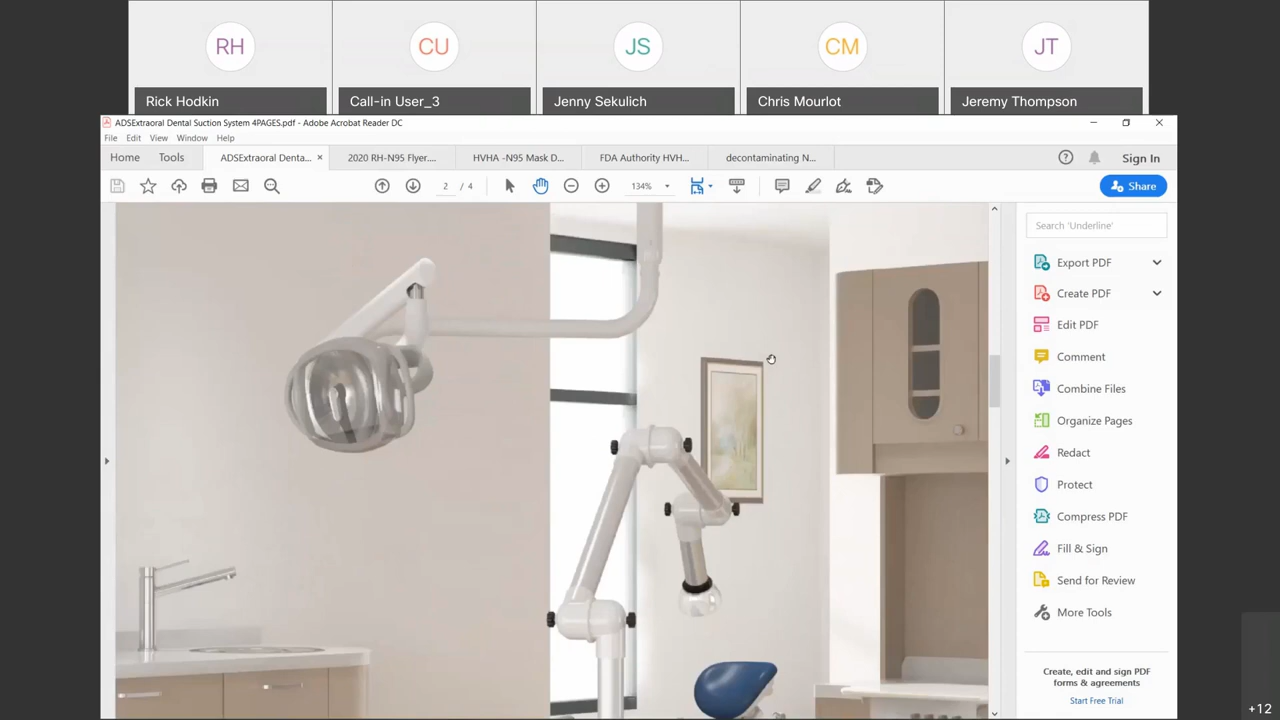 RH
CU
JS
CM
JT
Rick Hodkin
Call-in User_3
Jenny Sekulich
Chris Mourlot
Jeremy Thompson
ADSExtraoral Dental Suction System 4PAGES.pdf - Adobe Acrobat Reader DC
File Edit View Window Help
Home Tools ADSExtraoral Denta... × 2020 RH-N95 Flyer.... HVHA -N95 Mask D... FDA Authority HVH... decontaminating N... Sign In
2 / 4 134% Share
Search 'Underline'
Export PDF
Create PDF
Edit PDF
Comment
Combine Files
Organize Pages
Redact
Protect
Compress PDF
Fill & Sign
Send for Review
More Tools
Create, edit and sign PDF
forms & agreements
Start Free Trial
+12